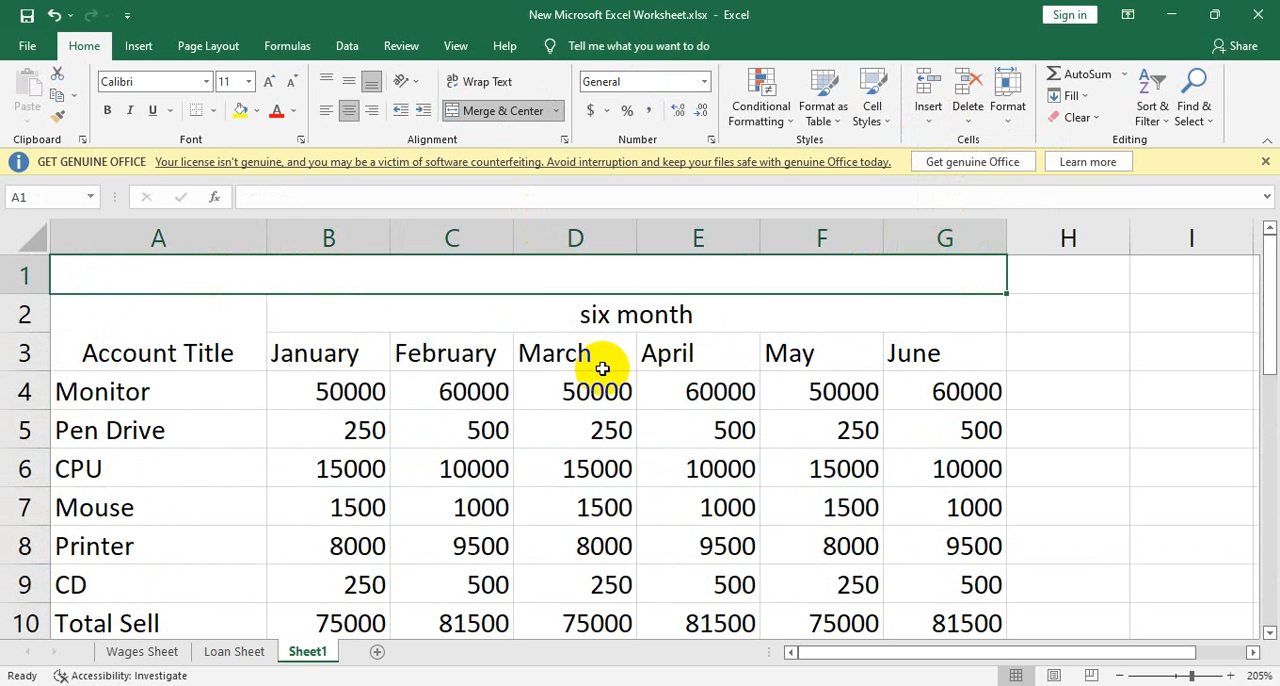 New Microsoft Excel Worksheet.xlsx - Excel
Sign in
File Home Insert Page Layout Formulas Data Review View Help Tell me what you want to do Share
Paste
Calibri 11
Wrap Text
General
Conditional Formatting
Format as Table
Cell Styles
Insert Delete Format
AutoSum
B I U
A
Merge & Center
$ % ,
Fill
Clear
Sort & Filter
Find & Select
Clipboard Font Alignment Number Styles Cells Editing
GET GENUINE OFFICE Your license isn't genuine, and you may be a victim of software counterfeiting. Avoid interruption and keep your files safe with genuine Office today. Get genuine Office Learn more
A1 fx
A B C D E F G H I
1
2 six month
3 Account Title January February March April May June
4 Monitor 50000 60000 50000 60000 50000 60000
5 Pen Drive 250 500 250 500 250 500
6 CPU 15000 10000 15000 10000 15000 10000
7 Mouse 1500 1000 1500 1000 1500 1000
8 Printer 8000 9500 8000 9500 8000 9500
9 CD 250 500 250 500 250 500
10 Total Sell 75000 81500 75000 81500 75000 81500
Wages Sheet Loan Sheet Sheet1
Ready Accessibility: Investigate 205%